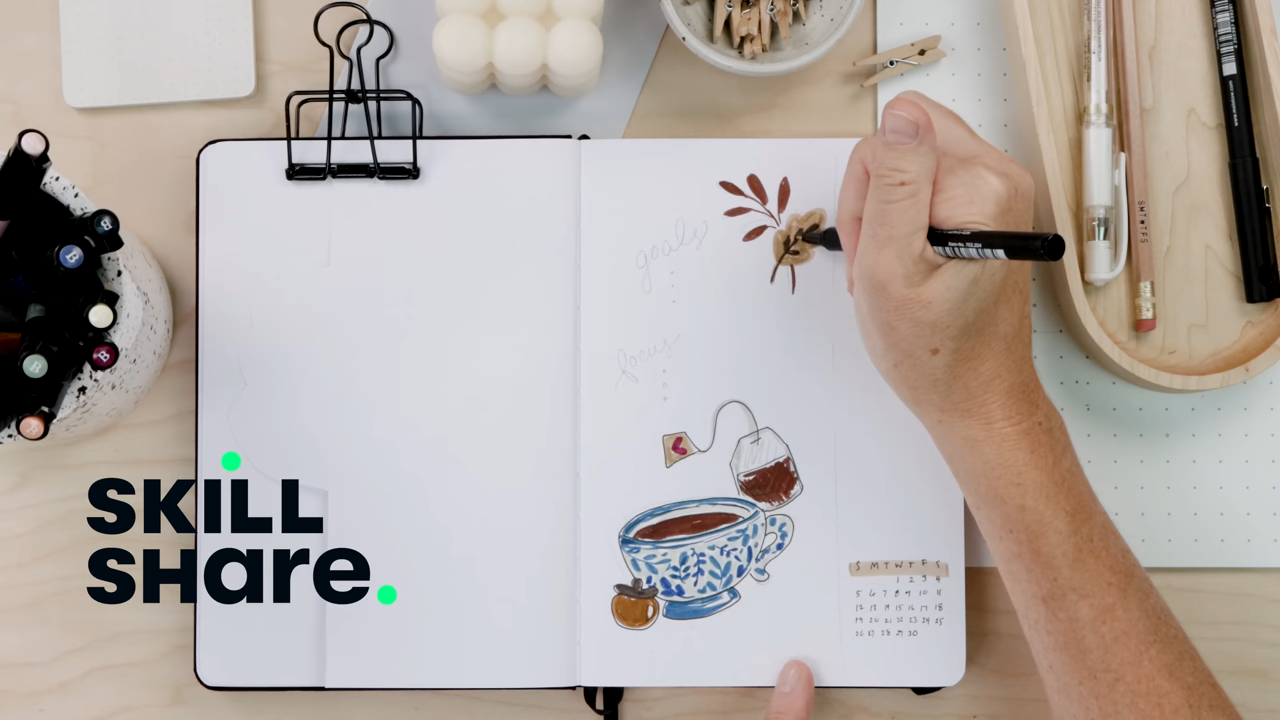 B
B
B
goals
focus
SMTWTFS
SKILL
SHare.
S M T W T F S
1 2 3 4
5 6 7 8 9 10 11
12 13 14 15 16 17 18
19 20 21 22 23 24 25
26 27 28 29 30